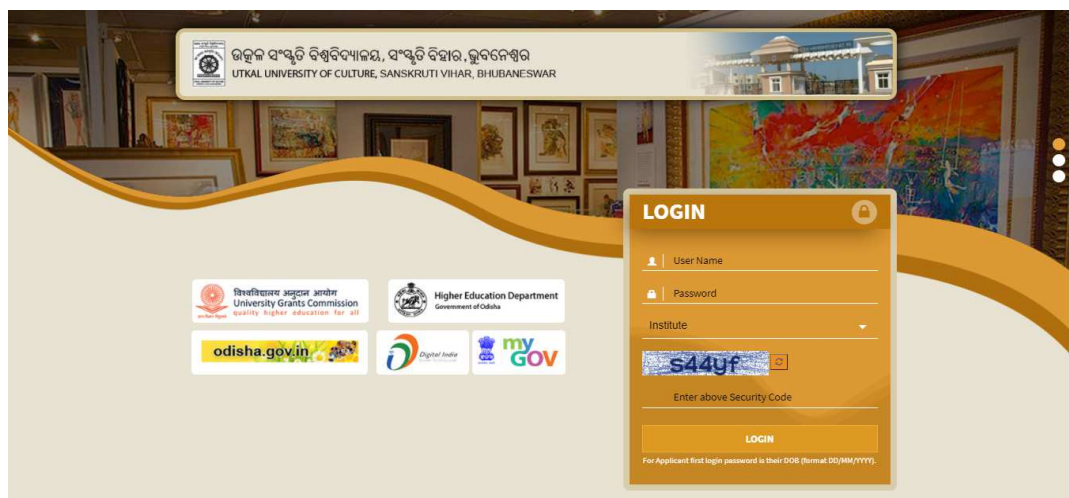 ଉତ୍କଳ ସଂସ୍କୃତି ବିଶ୍ୱବିଦ୍ୟାଳୟ, ସଂସ୍କୃତି ବିହାର,ଭୁବନେଶ୍ୱର
UTKAL UNIVERSITY OF CULTURE, SANSKRUTI VIHAR, BHUBANESWAR
LOGIN
User Name
Password
Institute
s44yf
Enter above Security Code
LOGIN
For Applicant first login password is their DOB (format DD/MM/YYYY).
विश्वविद्यालय अनुदान आयोग
University Grants Commission
quality higher education for all
Higher Education Department
Government of Odisha
odisha.gov.in
Digital India
my
GOV